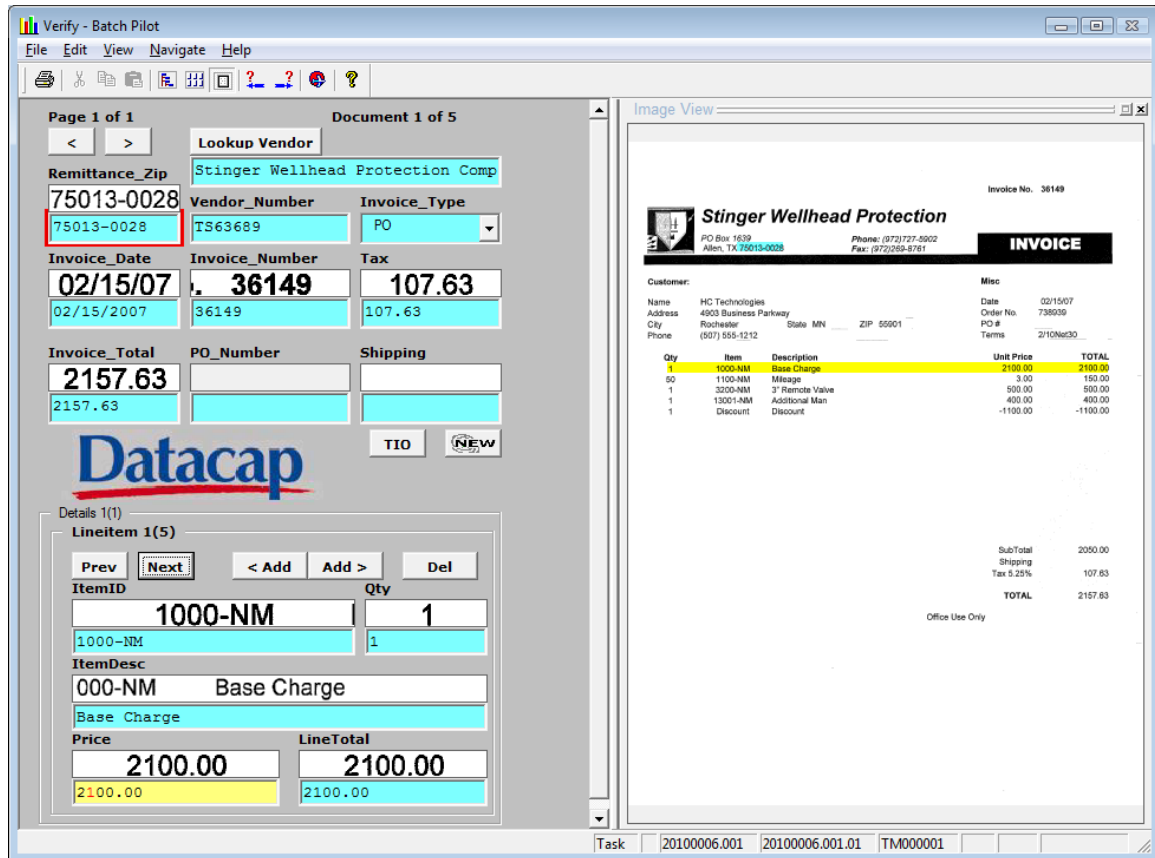 Verify - Batch Pilot
File Edit View Navigate Help
Page 1 of 1 Document 1 of 5
< > Lookup Vendor
Stinger Wellhead Protection Comp
Remittance_Zip
75013-0028 Vendor_Number Invoice_Type
75013-0028 TS63689 PO
Invoice_Date Invoice_Number Tax
02/15/07 . 36149 107.63
02/15/2007 36149 107.63
Invoice_Total PO_Number Shipping
2157.63
2157.63
TIO NEW
Datacap
Details 1(1)
Lineitem 1(5)
Prev Next < Add Add > Del
ItemID Qty
1000-NM 1
1000-NM 1
ItemDesc
000-NM Base Charge
Base Charge
Price LineTotal
2100.00 2100.00
2100.00 2100.00
Image View
Invoice No. 36149
Stinger Wellhead Protection
PO Box 1639 Phone: (972)727-5902
Allen, TX 75013-0028 Fax: (972)269-8761
INVOICE
Customer: Misc
Name HC Technologies Date 02/15/07
Address 4903 Business Parkway Order No. 738939
City Rochester State MN ZIP 55901 PO #
Phone (507) 555-1212 Terms 2/10Net30
Qty Item Description Unit Price TOTAL
1 1000-NM Base Charge 2100.00 2100.00
50 1100-NM Mileage 3.00 150.00
1 3200-NM 3" Remote Valve 500.00 500.00
1 13001-NM Additional Man 400.00 400.00
1 Discount Discount -1100.00 -1100.00
SubTotal 2050.00
Shipping
Tax 5.25% 107.63
TOTAL 2157.63
Office Use Only
Task 20100006.001 20100006.001.01 TM000001